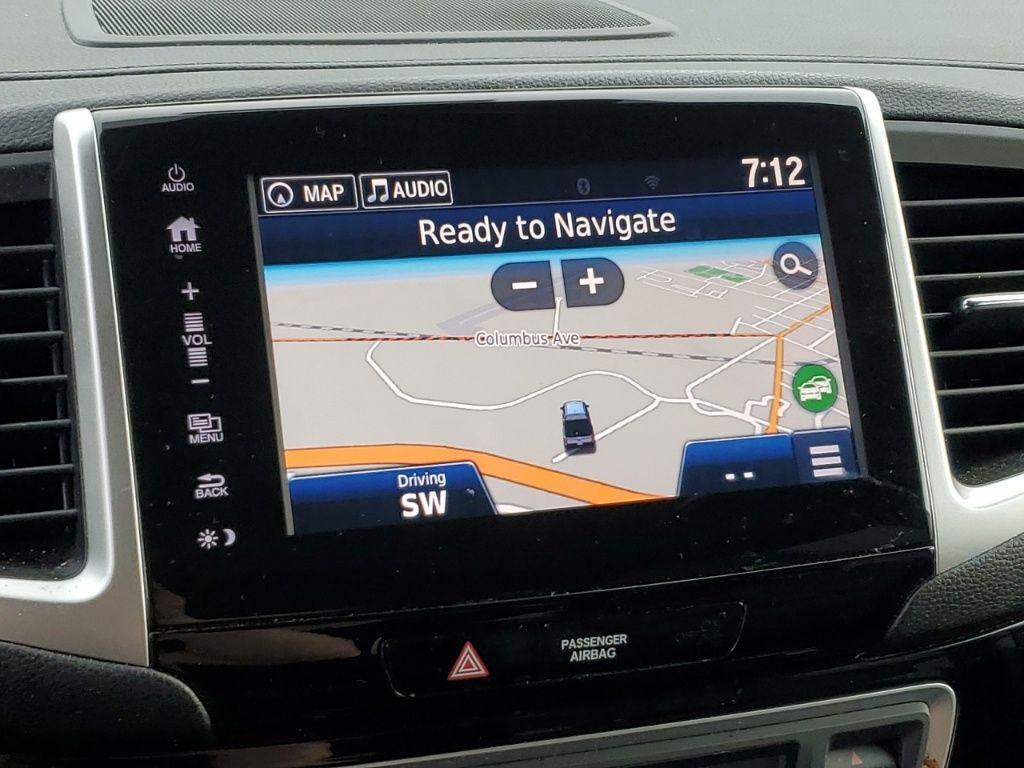 AUDIO
MAP
AUDIO
7:12
Ready to Navigate
HOME
+
VOL
−
− +
Columbus Ave
MENU
BACK
Driving
SW
--
PASSENGER
AIRBAG